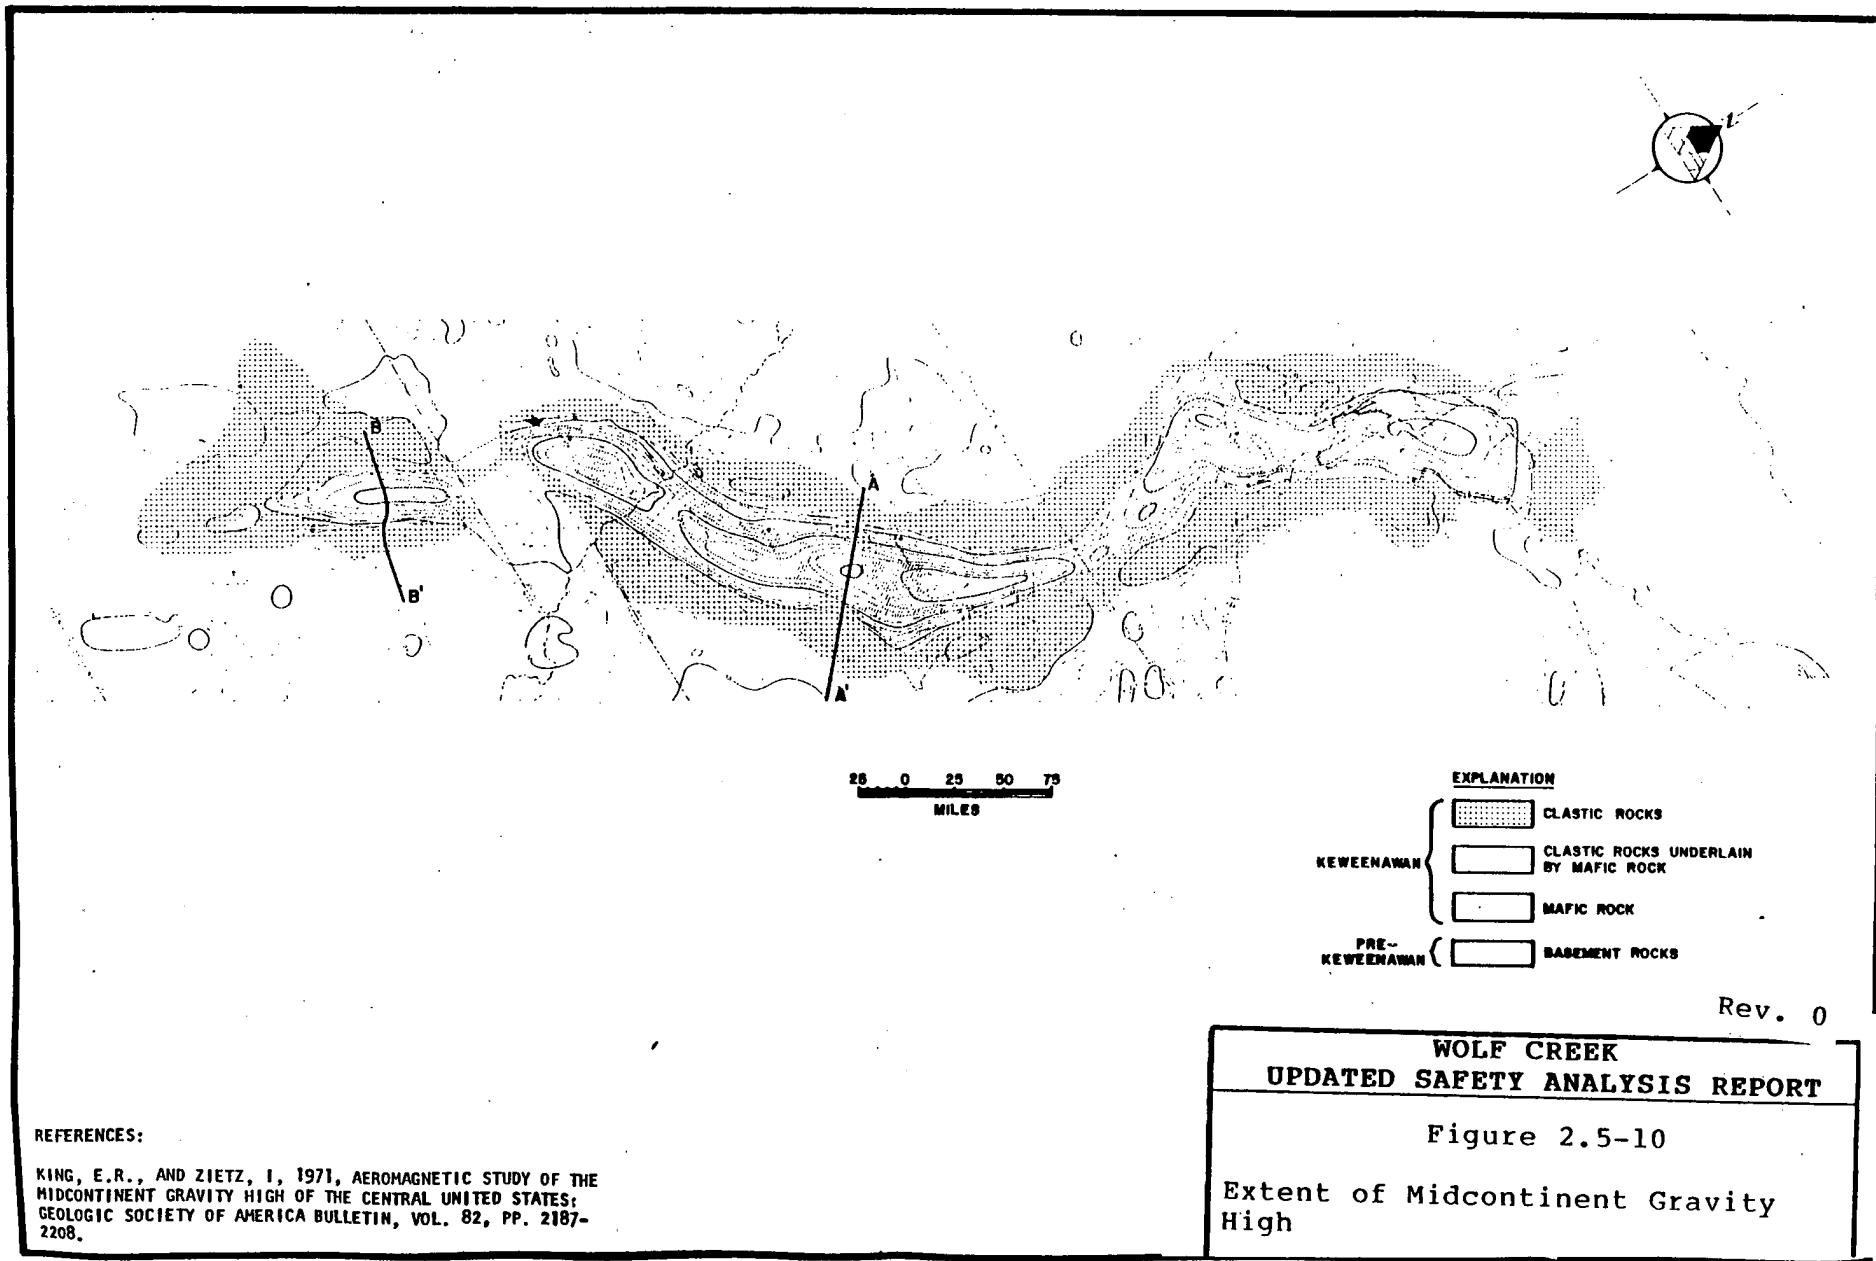 B
A
B'
A'
25 0 25 50 75
MILES
EXPLANATION
CLASTIC ROCKS
KEWEENAWAN
CLASTIC ROCKS UNDERLAIN
BY MAFIC ROCK
MAFIC ROCK
PRE-
KEWEENAWAN
BASEMENT ROCKS
Rev. 0
WOLF CREEK
UPDATED SAFETY ANALYSIS REPORT
Figure 2.5-10
Extent of Midcontinent Gravity
High
REFERENCES:
KING, E.R., AND ZIETZ, I, 1971, AEROMAGNETIC STUDY OF THE
MIDCONTINENT GRAVITY HIGH OF THE CENTRAL UNITED STATES;
GEOLOGIC SOCIETY OF AMERICA BULLETIN, VOL. 82, PP. 2187-
2208.